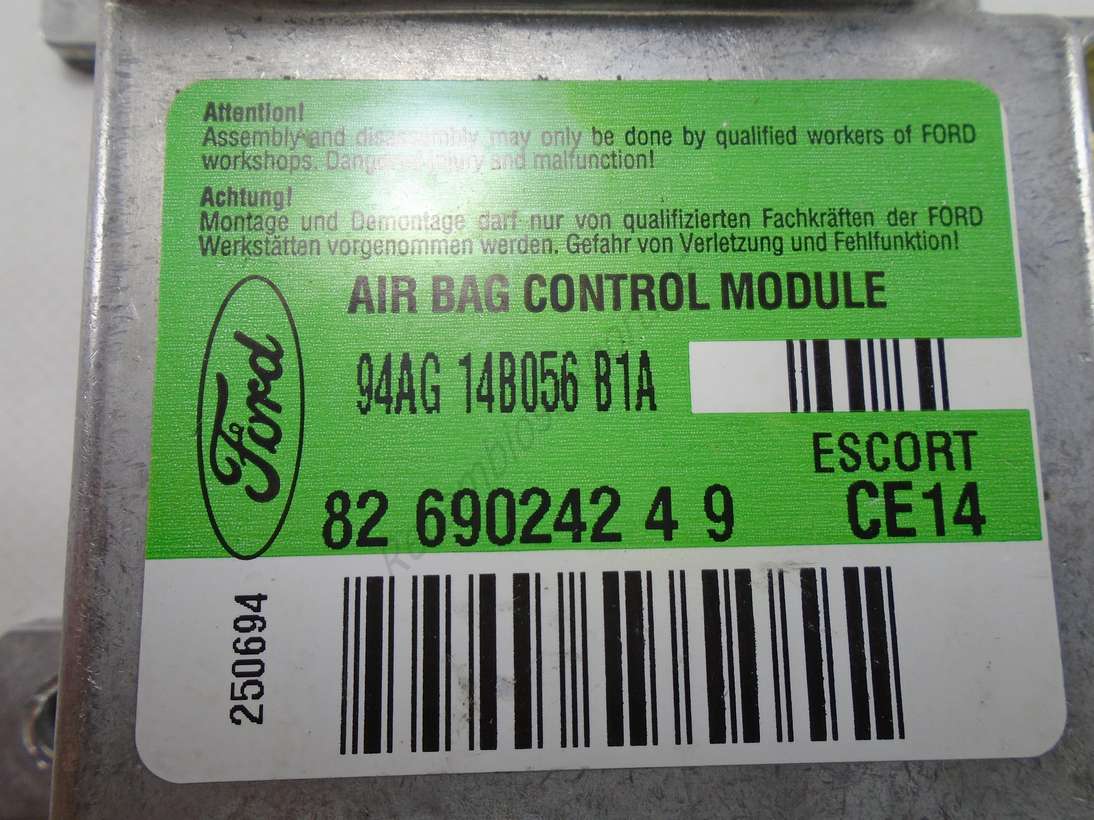 Attention!
Assembly and disassembly may only be done by qualified workers of FORD
workshops. Danger of injury and malfunction!
Achtung!
Montage und Demontage darf nur von qualifizierten Fachkräften der FORD
Werkstätten vorgenommen werden. Gefahr von Verletzung und Fehlfunktion!
AIR BAG CONTROL MODULE
Ford
94AG 14B056 B1A
ESCORT
82 690242 4 9 CE14
250694